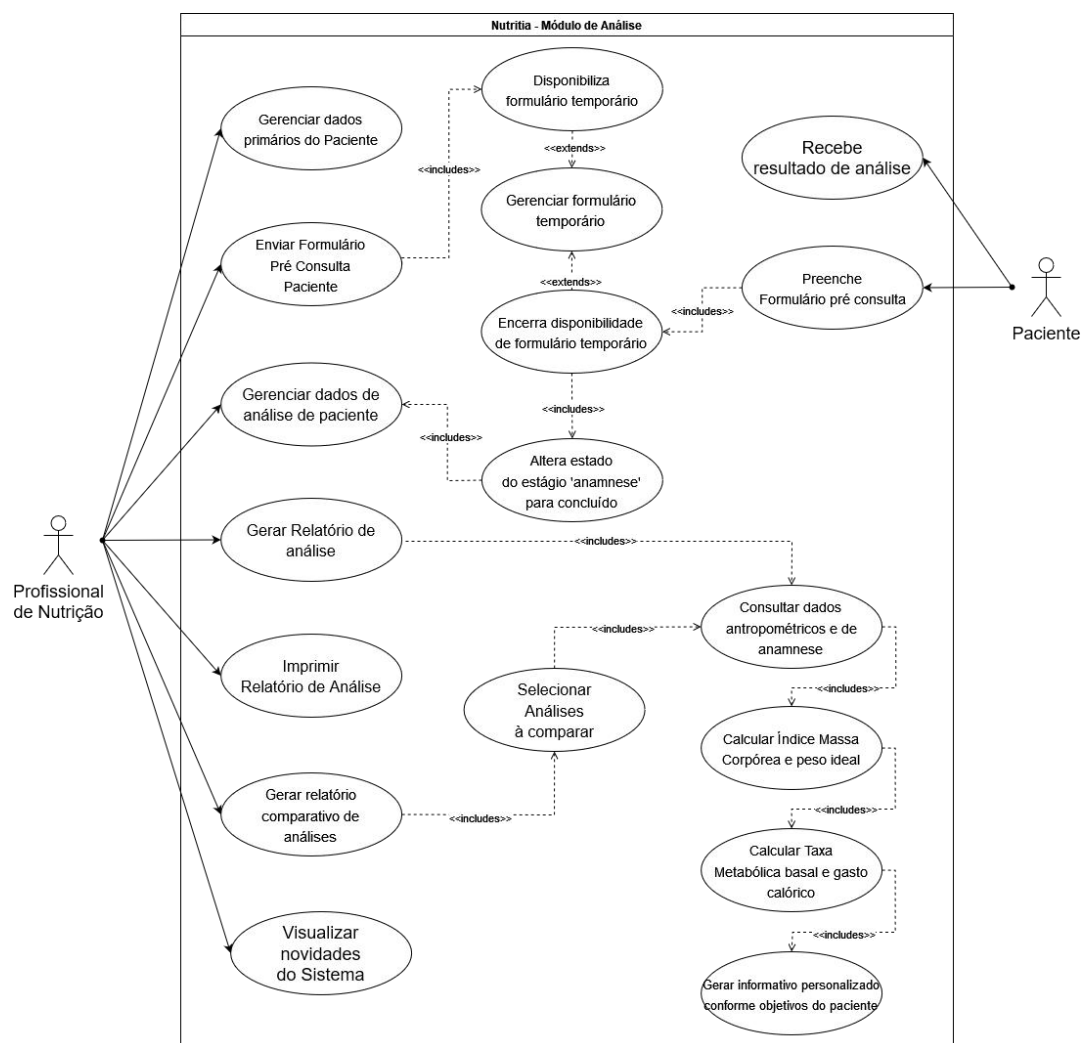 Nutritia - Módulo de Análise
Disponibiliza
formulário temporário
Gerenciar dados
primários do Paciente
<<extends>>
Recebe
resultado de análise
<<includes>>
Gerenciar formulário
temporário
Enviar Formulário
Pré Consulta
Paciente
<<extends>>
Preenche
Formulário pré consulta
<<includes>>
Encerra disponibilidade
de formulário temporário
Paciente
Gerenciar dados de
análise de paciente
<<includes>>
<<includes>>
Altera estado
do estágio 'anamnese'
para concluído
Gerar Relatório de
análise
<<includes>>
Profissional
de Nutrição
Consultar dados
antropométricos e de
anamnese
<<includes>>
Imprimir
Relatório de Análise
Selecionar
Análises
à comparar
<<includes>>
Calcular Índice Massa
Corpórea e peso ideal
Gerar relatório
comparativo de
análises
<<includes>>
<<includes>>
Calcular Taxa
Metabólica basal e gasto
calórico
Visualizar
novidades
do Sistema
<<includes>>
Gerar informativo personalizado
conforme objetivos do paciente